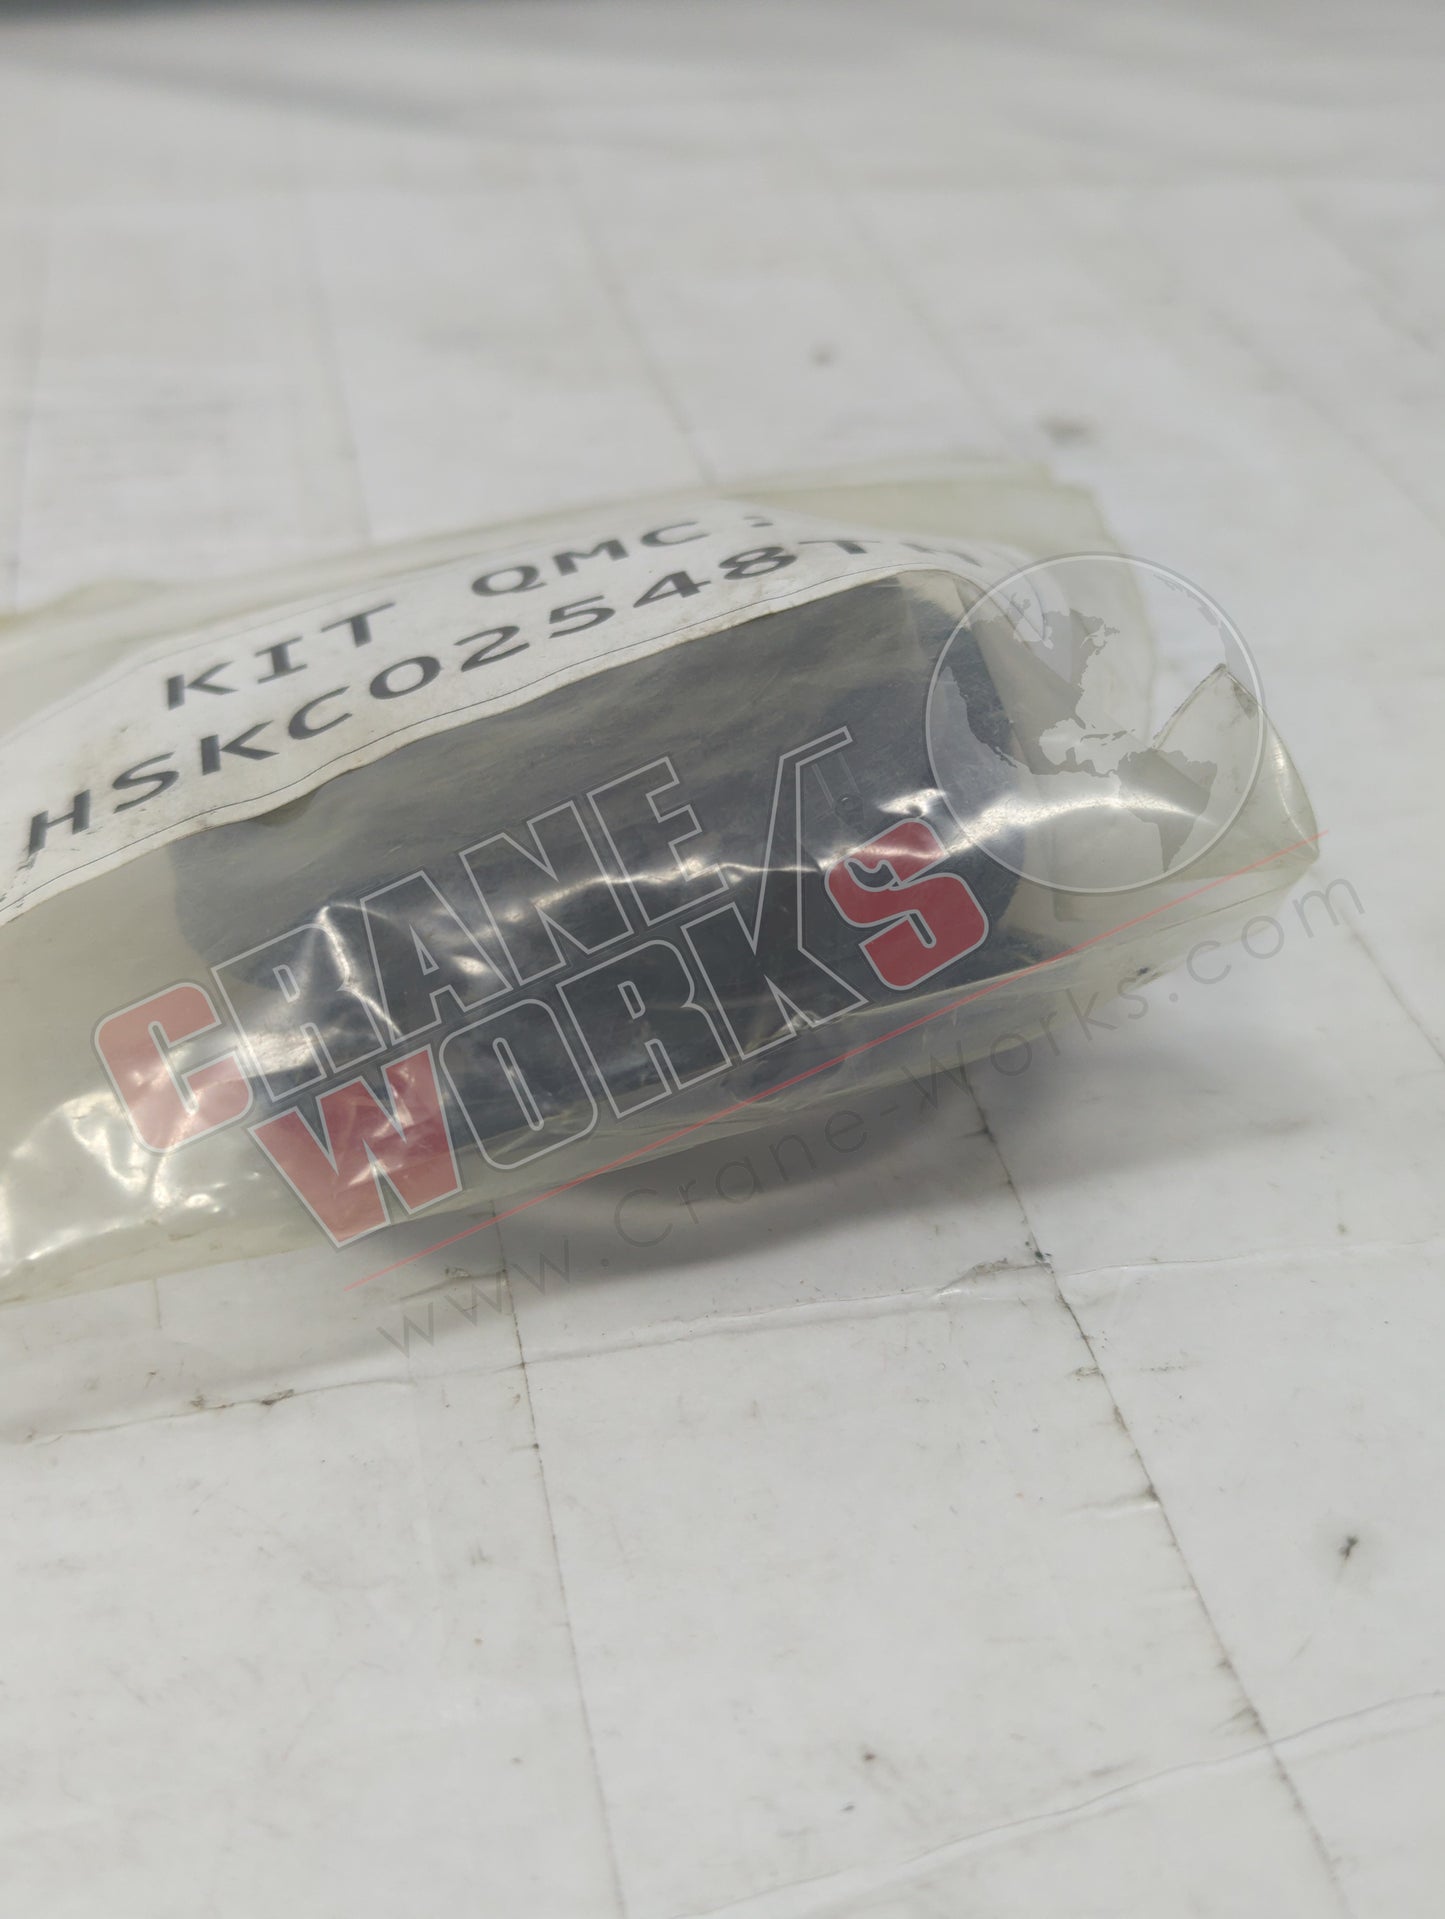 KIT QMC
HSKC02548T
CRANE
WORKS
www.Crane-Works.com